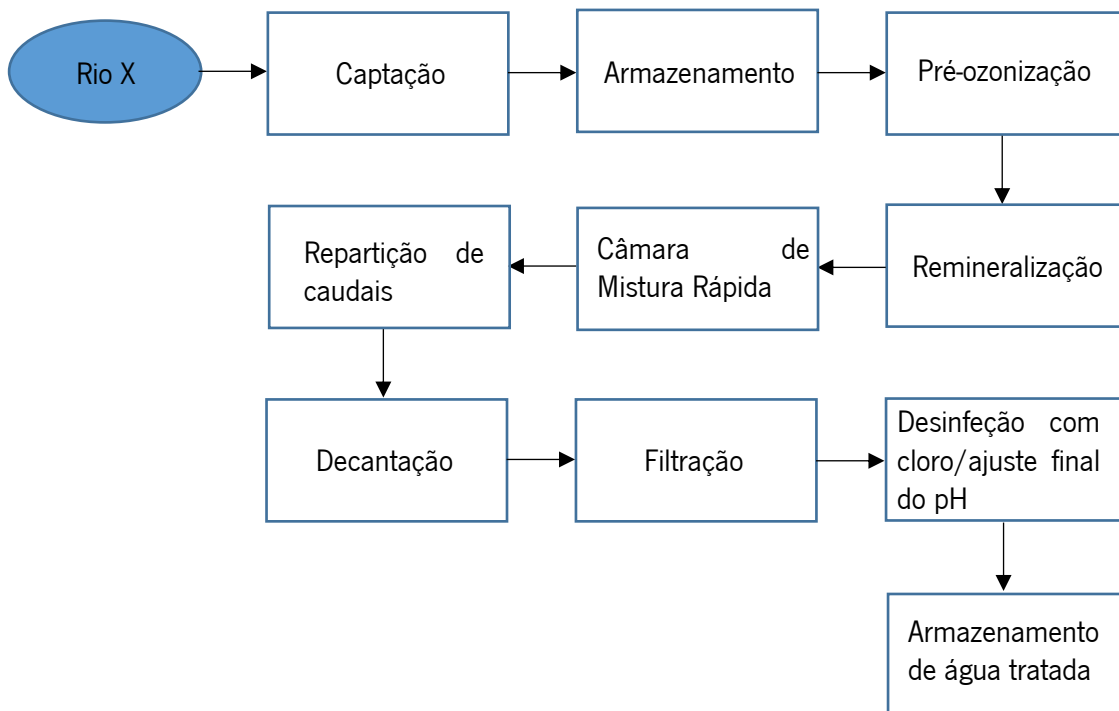 Rio X
Captação
Armazenamento
Pré-ozonização
Remineralização
Câmara de
Mistura Rápida
Repartição de
caudais
Decantação
Filtração
Desinfeção com
cloro/ajuste final
do pH
Armazenamento
de água tratada